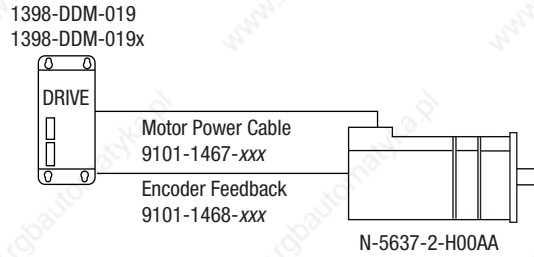 1398-DDM-019
1398-DDM-019x
DRIVE
Motor Power Cable
9101-1467-xxx
Encoder Feedback
9101-1468-xxx
N-5637-2-H00AA